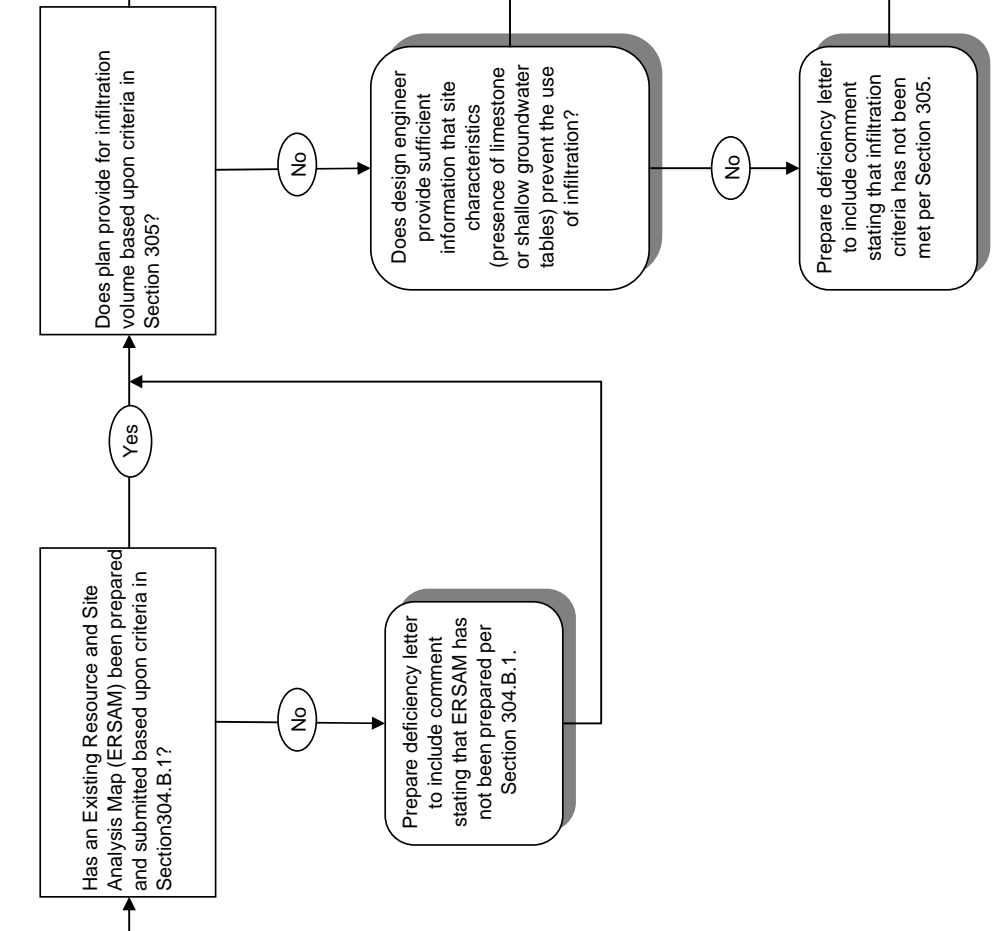 Has an Existing Resource and Site
Analysis Map (ERSAM) been prepared
and submitted based upon criteria in
Section304.B.1?
No
Prepare deficiency letter
to include comment
stating that ERSAM has
not been prepared per
Section 304.B.1.
Yes
Does plan provide for infiltration
volume based upon criteria in
Section 305?
No
Does design engineer
provide sufficient
information that site
characteristics
(presence of limestone
or shallow groundwater
tables) prevent the use
of infiltration?
No
Prepare deficiency letter
to include comment
stating that infiltration
criteria has not been
met per Section 305.